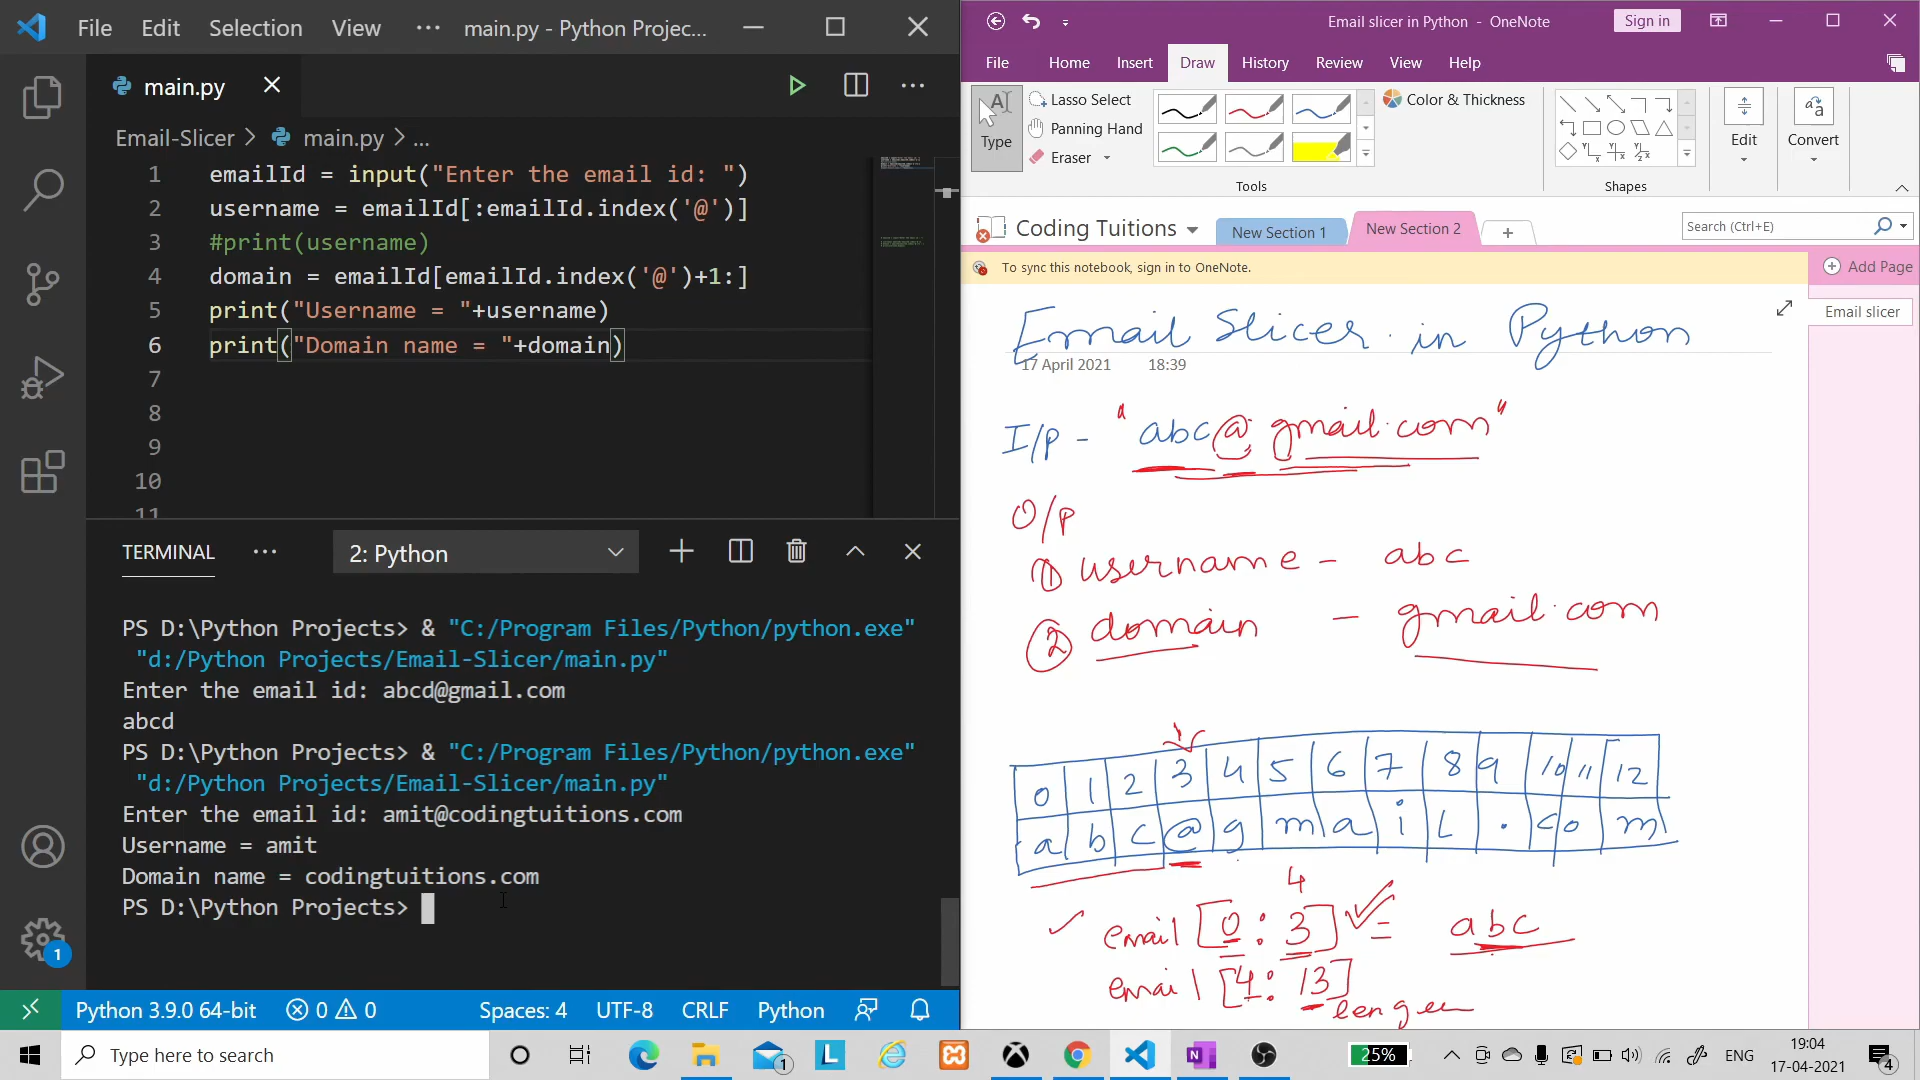 File Edit Selection View ··· main.py - Python Projec...
main.py
Email-Slicer > main.py > ...
1 emailId = input("Enter the email id: ")
2 username = emailId[:emailId.index('@')]
3 #print(username)
4 domain = emailId[emailId.index('@')+1:]
5 print("Username = "+username)
6 print("Domain name = "+domain)
7
8
9
10
11
TERMINAL ··· 2: Python
PS D:\Python Projects> & "C:/Program Files/Python/python.exe"
"d:/Python Projects/Email-Slicer/main.py"
Enter the email id: abcd@gmail.com
abcd
PS D:\Python Projects> & "C:/Program Files/Python/python.exe"
"d:/Python Projects/Email-Slicer/main.py"
Enter the email id: amit@codingtuitions.com
Username = amit
Domain name = codingtuitions.com
PS D:\Python Projects>
1
Python 3.9.0 64-bit 0 0 Spaces: 4 UTF-8 CRLF Python
Email slicer in Python - OneNote Sign in
File Home Insert Draw History Review View Help
Type Lasso Select Panning Hand Eraser Color & Thickness Edit Convert
Tools Shapes
Coding Tuitions New Section 1 New Section 2 + Search (Ctrl+E)
To sync this notebook, sign in to OneNote. Add Page
Email slicer
Email Slicer in Python
17 April 2021 18:39
I/p - "abc@gmail.com"
O/p
① username - abc
② domain - gmail.com
0 1 2 3 4 5 6 7 8 9 10 11 12
a b c @ g m a i l . c o m
4
email [0 : 3] = abc
email [4 : 13]
Type here to search 1 L 25% ENG 19:04 17-04-2021 4